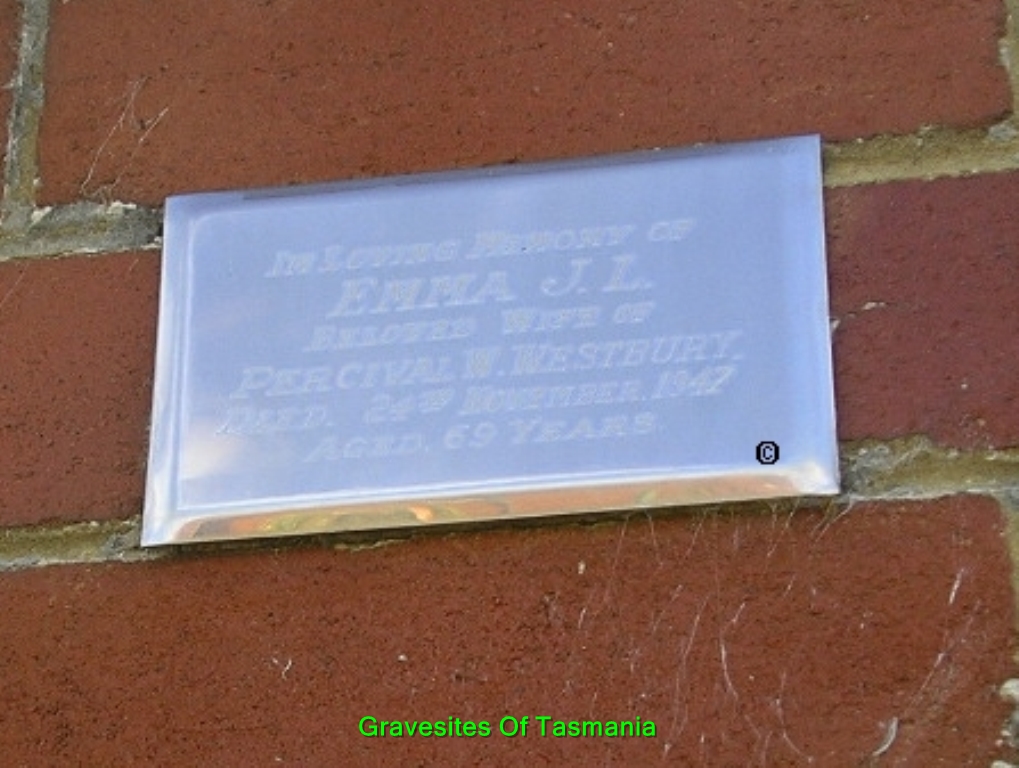 IN LOVING MEMORY OF
EMMA J. L.
BELOVED WIFE OF
PERCIVAL W. WESTBURY.
DIED. 24TH NOVEMBER. 1947
AGED. 69 YEARS
©
Gravesites Of Tasmania